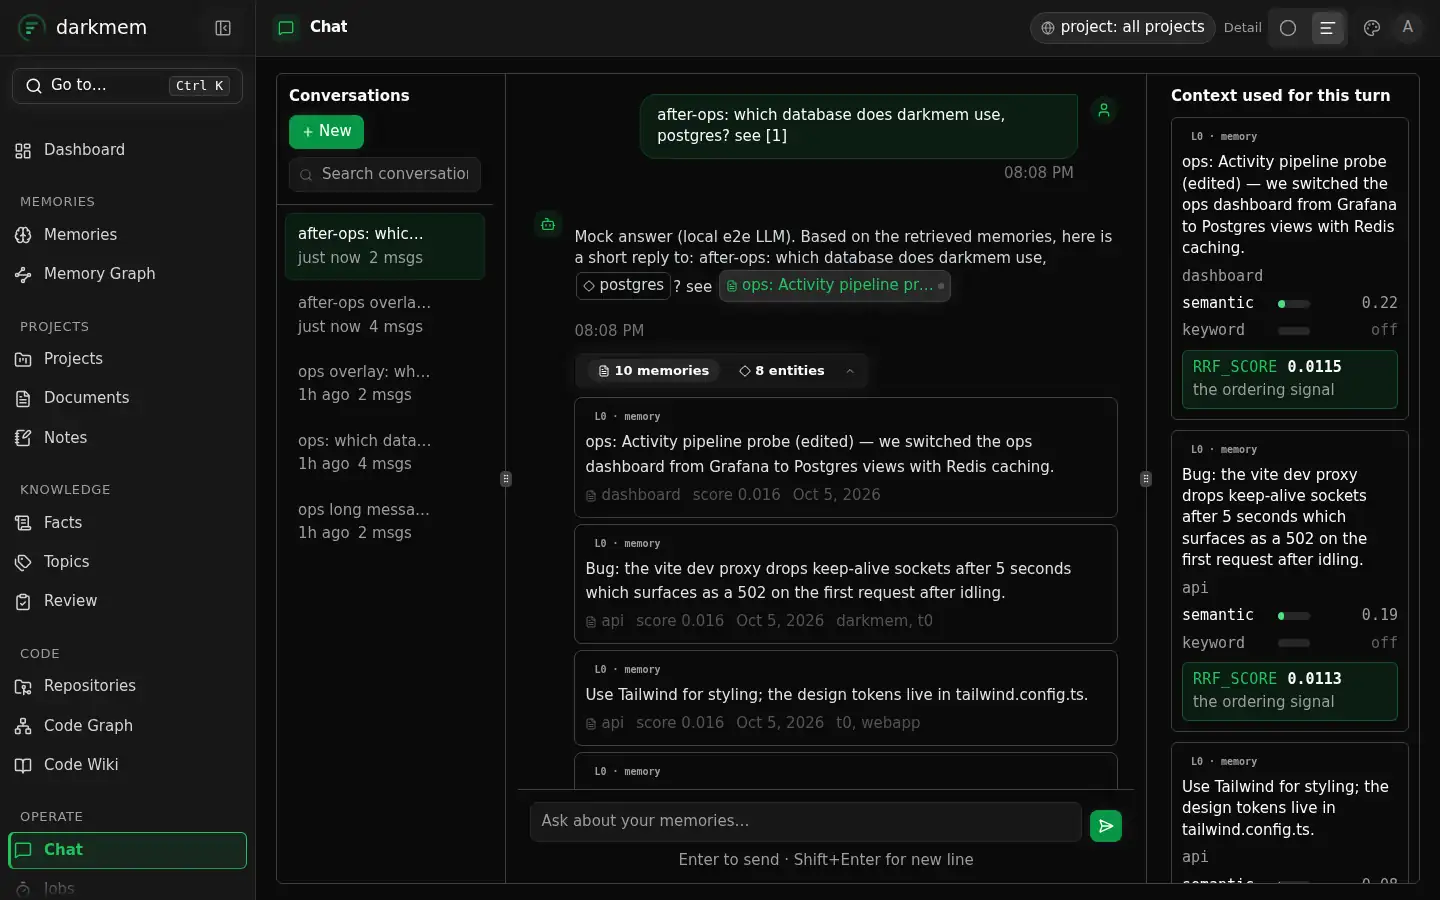 darkmem
Go to...
Ctrl K
Dashboard
MEMORIES
Memories
Memory Graph
PROJECTS
Projects
Documents
Notes
KNOWLEDGE
Facts
Topics
Review
CODE
Repositories
Code Graph
Code Wiki
OPERATE
Chat
Jobs
Chat
project: all projects
Detail
A
Conversations
+ New
Search conversation
after-ops: whic...
just now 2 msgs
after-ops overla...
just now 4 msgs
ops overlay: wh...
1h ago 2 msgs
ops: which data...
1h ago 4 msgs
ops long messa...
1h ago 2 msgs
after-ops: which database does darkmem use,
postgres? see [1]
08:08 PM
Mock answer (local e2e LLM). Based on the retrieved memories, here is
a short reply to: after-ops: which database does darkmem use,
postgres ? see ops: Activity pipeline pr...
08:08 PM
10 memories 8 entities
L0 · memory
ops: Activity pipeline probe (edited) — we switched the ops
dashboard from Grafana to Postgres views with Redis caching.
dashboard score 0.016 Oct 5, 2026
L0 · memory
Bug: the vite dev proxy drops keep-alive sockets after 5 seconds
which surfaces as a 502 on the first request after idling.
api score 0.016 Oct 5, 2026 darkmem, t0
L0 · memory
Use Tailwind for styling; the design tokens live in tailwind.config.ts.
api score 0.016 Oct 5, 2026 t0, webapp
L0 · memory
Ask about your memories...
Enter to send · Shift+Enter for new line
Context used for this turn
L0 · memory
ops: Activity pipeline probe
(edited) — we switched the
ops dashboard from Grafana
to Postgres views with Redis
caching.
dashboard
semantic 0.22
keyword off
RRF_SCORE 0.0115
the ordering signal
L0 · memory
Bug: the vite dev proxy
drops keep-alive sockets
after 5 seconds which
surfaces as a 502 on the
first request after idling.
api
semantic 0.19
keyword off
RRF_SCORE 0.0113
the ordering signal
L0 · memory
Use Tailwind for styling; the
design tokens live in
tailwind.config.ts.
api
semantic 0.08